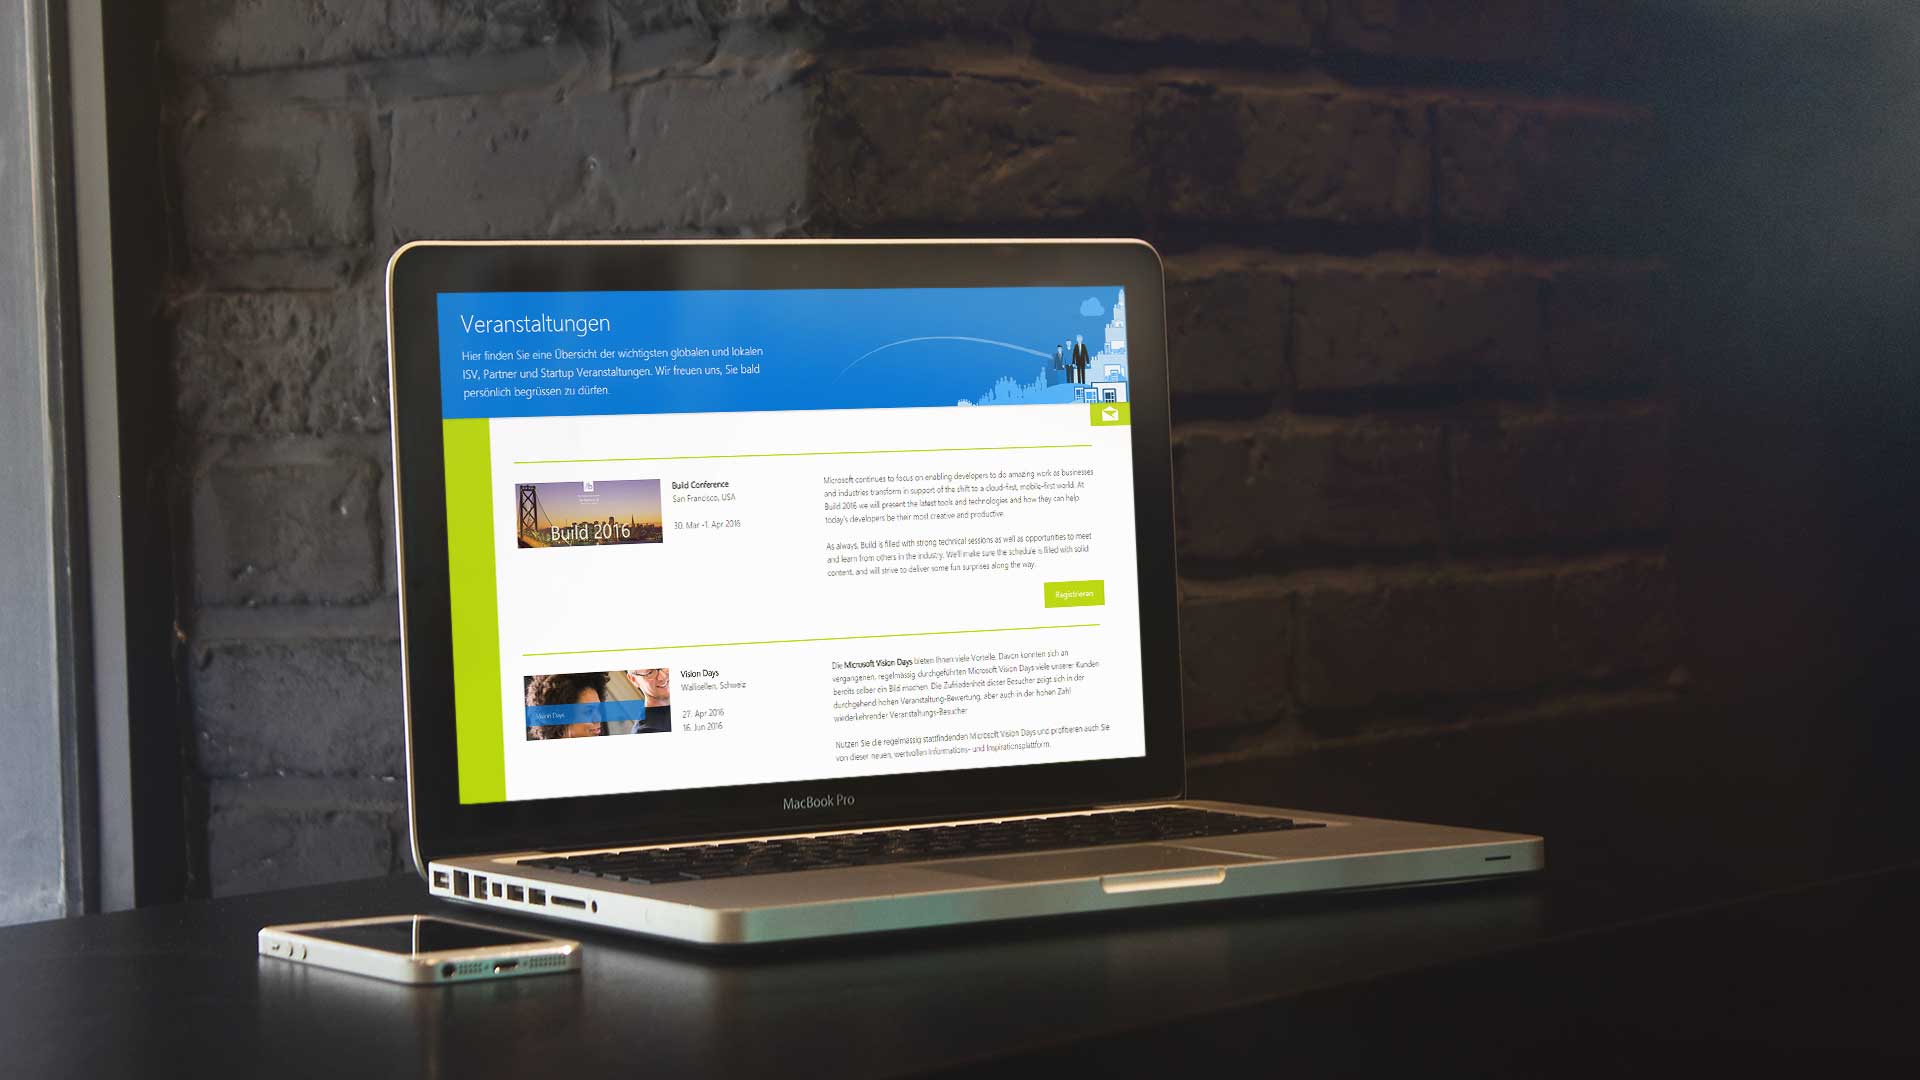 Veranstaltungen
Hier finden Sie eine Übersicht der wichtigsten globalen und lokalen
ISV, Partner und Startup Veranstaltungen. Wir freuen uns, Sie bald
persönlich begrüssen zu dürfen.
Build 2016
Build Conference
San Francisco, USA
30. Mar -1. Apr 2016
Microsoft continues to focus on enabling developers to do amazing work as businesses
and industries transform in support of the shift to a cloud-first, mobile-first world. At
Build 2016 we will present the latest tools and technologies and how they can help
today's developers be their most creative and productive.
As always, Build is filled with strong technical sessions as well as opportunities to meet
and learn from others in the industry. We'll make sure the schedule is filled with solid
content, and will strive to deliver some fun surprises along the way.
Registrieren
Vision Days
Vision Days
Wallisellen, Schweiz
27. Apr 2016
16. Jun 2016
Die Microsoft Vision Days bieten Ihnen viele Vorteile. Davon konnten sich an
vergangenen, regelmässig durchgeführten Microsoft Vision Days viele unserer Kunden
bereits selber ein Bild machen. Die Zufriedenheit dieser Besucher zeigt sich in der
durchgehend hohen Veranstaltung-Bewertung, aber auch in der hohen Zahl
wiederkehrender Veranstaltungs-Besucher
Nutzen Sie die regelmässig stattfindenden Microsoft Vision Days und profitieren auch Sie
von dieser neuen, wertvollen Informations- und Inspirationsplattform.
MacBook Pro